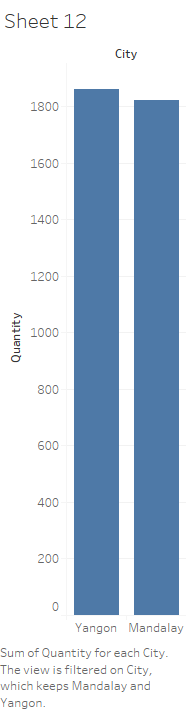 Sheet 12
City
1800
1600
1400
1200
1000
800
600
400
200
0
Quantity
Yangon Mandalay
Sum of Quantity for each City.
The view is filtered on City,
which keeps Mandalay and
Yangon.